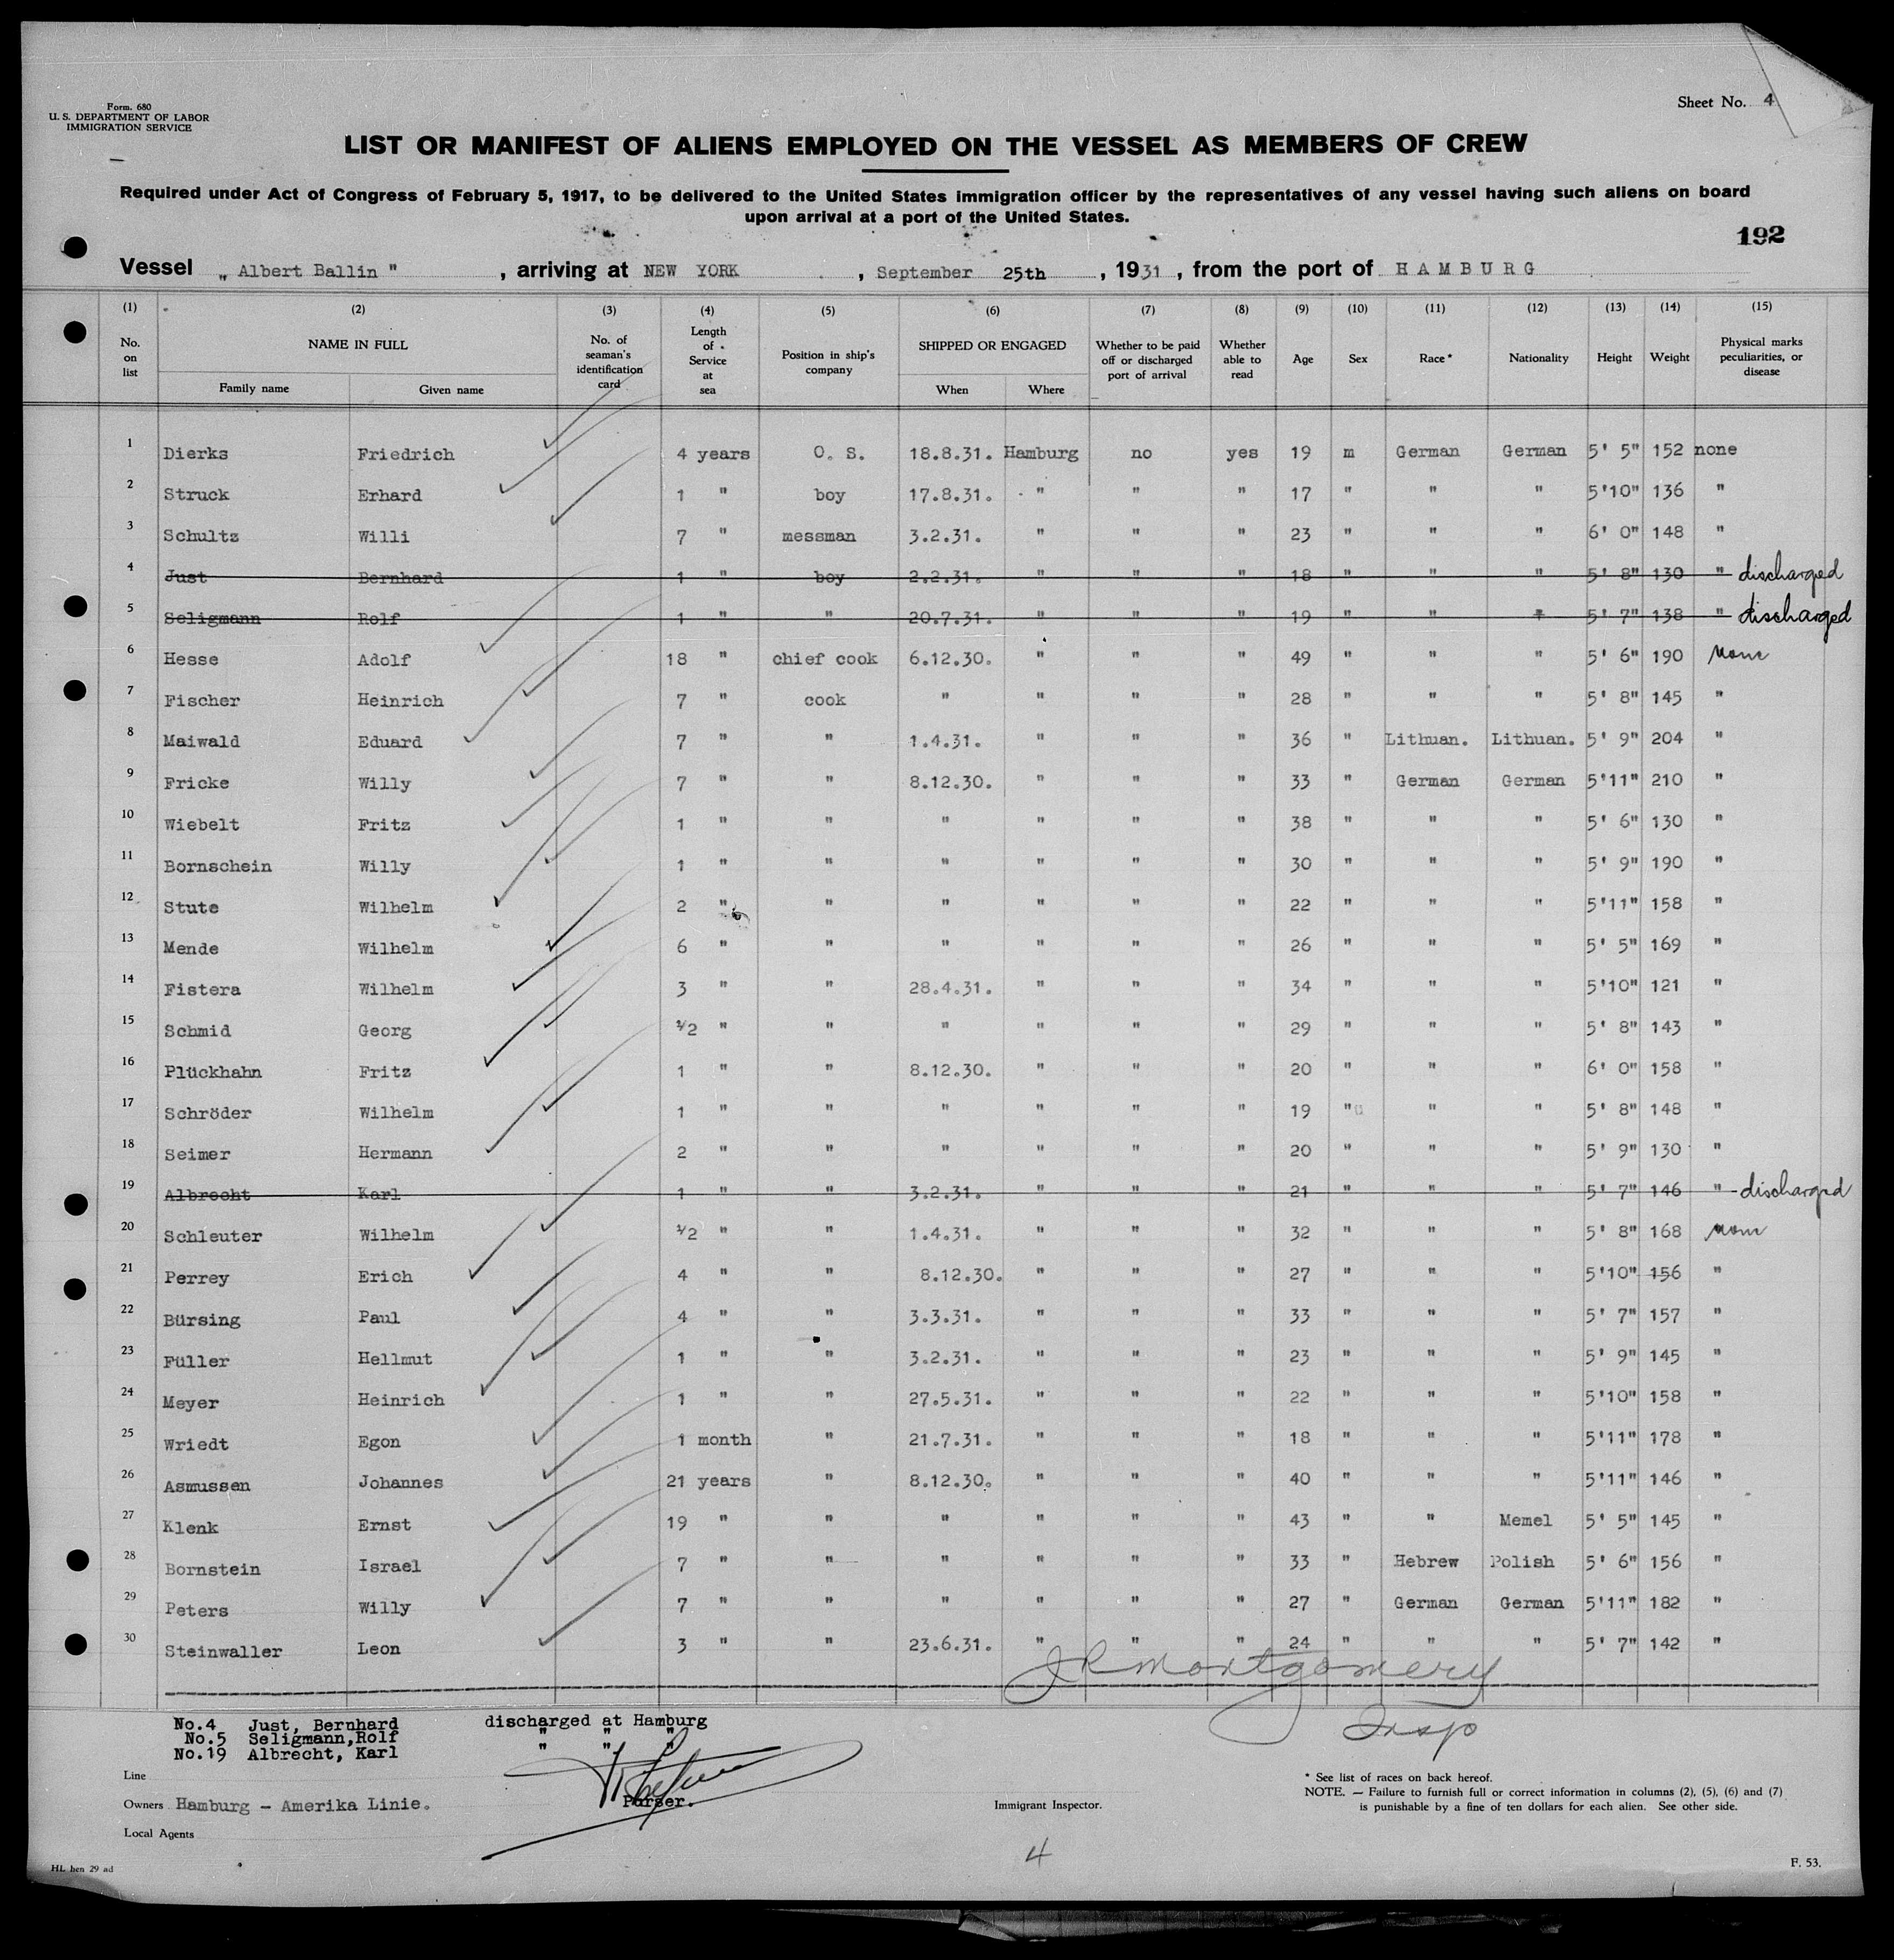 Form. 680
U. S. DEPARTMENT OF LABOR
IMMIGRATION SERVICE
Sheet No. 4
LIST OR MANIFEST OF ALIENS EMPLOYED ON THE VESSEL AS MEMBERS OF CREW
Required under Act of Congress of February 5, 1917, to be delivered to the United States immigration officer by the representatives of any vessel having such aliens on board
upon arrival at a port of the United States.
192
Vessel „ Albert Ballin " , arriving at NEW YORK , September 25th , 1931 , from the port of HAMBURG
(1) (2) (3) (4) (5) (6) (7) (8) (9) (10) (11) (12) (13) (14) (15)
No. on list NAME IN FULL No. of seaman's identification card Length of Service at sea Position in ship's company SHIPPED OR ENGAGED Whether to be paid off or discharged port of arrival Whether able to read Age Sex Race * Nationality Height Weight Physical marks peculiarities, or disease
Family name Given name When Where
1 Dierks Friedrich 4 years O. S. 18.8.31. Hamburg no yes 19 m German German 5' 5" 152 none
2 Struck Erhard 1 " boy 17.8.31. " " " 17 " " " 5'10" 136 "
3 Schultz Willi 7 " messman 3.2.31. " " " 23 " " " 6' 0" 148 "
4 Just Bernhard 1 " boy 2.2.31. " " " 18 " " " 5' 8" 130 " discharged
5 Seligmann Rolf 1 " " 20.7.31. " " " 19 " " " 5' 7" 138 " discharged
6 Hesse Adolf 18 " chief cook 6.12.30. " " " 49 " " " 5' 6" 190 None
7 Fischer Heinrich 7 " cook " " " " 28 " " " 5' 8" 145 "
8 Maiwald Eduard 7 " " 1.4.31. " " " 36 " Lithuan. Lithuan. 5' 9" 204 "
9 Fricke Willy 7 " " 8.12.30. " " " 33 " German German 5'11" 210 "
10 Wiebelt Fritz 1 " " " " " " 38 " " " 5' 6" 130 "
11 Bornschein Willy 1 " " " " " " 30 " " " 5' 9" 190 "
12 Stute Wilhelm 2 " " " " " " 22 " " " 5'11" 158 "
13 Mende Wilhelm 6 " " " " " " 26 " " " 5' 5" 169 "
14 Fistera Wilhelm 3 " " 28.4.31. " " " 34 " " " 5'10" 121 "
15 Schmid Georg 1/2 " " " " " " 29 " " " 5' 8" 143 "
16 Plückhahn Fritz 1 " " 8.12.30. " " " 20 " " " 6' 0" 158 "
17 Schröder Wilhelm 1 " " " " " " 19 " " " 5' 8" 148 "
18 Seimer Hermann 2 " " " " " " 20 " " " 5' 9" 130 "
19 Albrecht Karl 1 " " 3.2.31. " " " 21 " " " 5' 7" 146 " discharged
20 Schleuter Wilhelm 1/2 " " 1.4.31. " " " 32 " " " 5' 8" 168 None
21 Perrey Erich 4 " " 8.12.30. " " " 27 " " " 5'10" 156 "
22 Bürsing Paul 4 " " 3.3.31. " " " 33 " " " 5' 7" 157 "
23 Füller Hellmut 1 " " 3.2.31. " " " 23 " " " 5' 9" 145 "
24 Meyer Heinrich 1 " " 27.5.31. " " " 22 " " " 5'10" 158 "
25 Wriedt Egon 1 month " 21.7.31. " " " 18 " " " 5'11" 178 "
26 Asmussen Johannes 21 years " 8.12.30. " " " 40 " " " 5'11" 146 "
27 Klenk Ernst 19 " " " " " " 43 " " Memel 5' 5" 145 "
28 Bornstein Israel 7 " " " " " " 33 " Hebrew Polish 5' 6" 156 "
29 Peters Willy 7 " " " " " " 27 " German German 5'11" 182 "
30 Steinwaller Leon 3 " " 23.6.31. " " " 24 " " " 5' 7" 142 "
J R Montgomery
Insp
No.4 Just, Bernhard discharged at Hamburg
No.5 Seligmann,Rolf " " "
No.19 Albrecht, Karl " " "
Line
Owners Hamburg - Amerika Linie.
Local Agents
Purser.
Immigrant Inspector.
* See list of races on back hereof.
NOTE. — Failure to furnish full or correct information in columns (2), (5), (6) and (7)
is punishable by a fine of ten dollars for each alien. See other side.
4
HL hen 29 ad
F. 53.